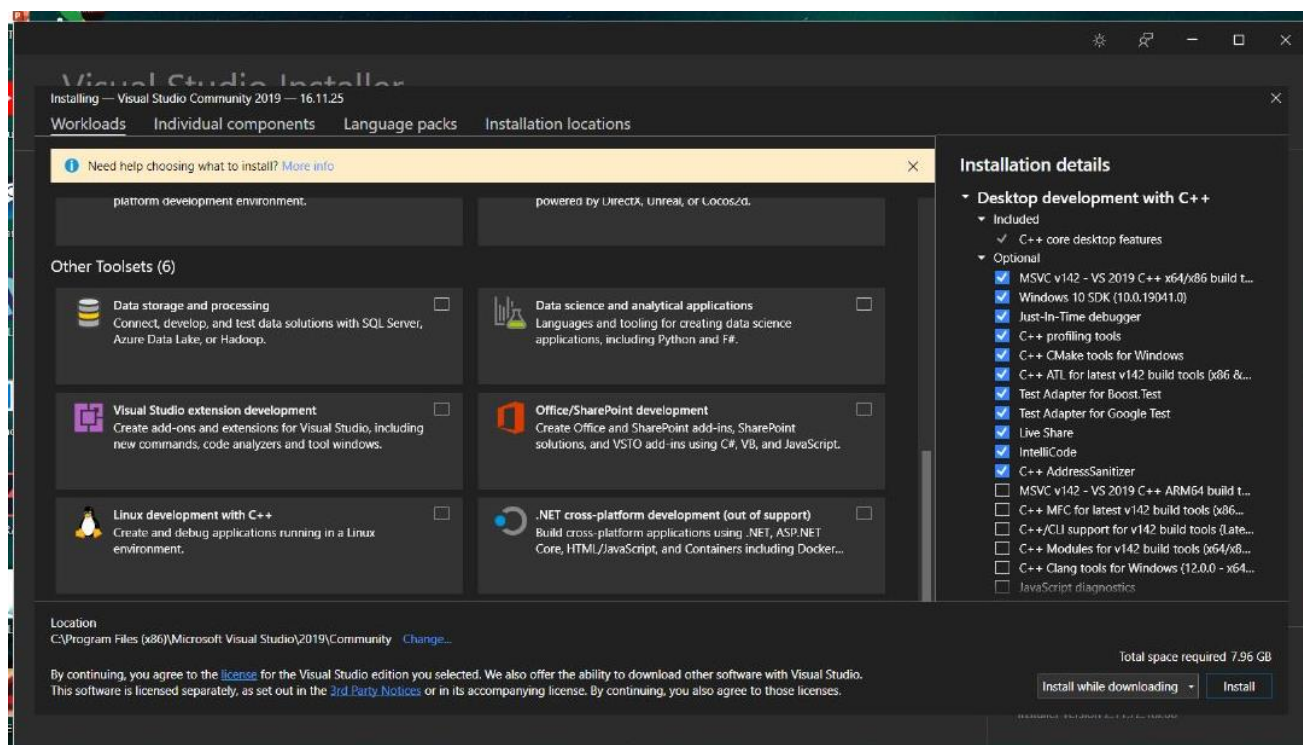 Visual Studio Installer
Installing — Visual Studio Community 2019 — 16.11.25
Workloads Individual components Language packs Installation locations
Need help choosing what to install? More info
platform development environment.
powered by DirectX, Unreal, or Cocos2d.
Other Toolsets (6)
Data storage and processing
Connect, develop, and test data solutions with SQL Server,
Azure Data Lake, or Hadoop.
Data science and analytical applications
Languages and tooling for creating data science
applications, including Python and F#.
Visual Studio extension development
Create add-ons and extensions for Visual Studio, including
new commands, code analyzers and tool windows.
Office/SharePoint development
Create Office and SharePoint add-ins, SharePoint
solutions, and VSTO add-ins using C#, VB, and JavaScript.
Linux development with C++
Create and debug applications running in a Linux
environment.
.NET cross-platform development (out of support)
Build cross-platform applications using .NET, ASP.NET
Core, HTML/JavaScript, and Containers including Docker...
Location
C:\Program Files (x86)\Microsoft Visual Studio\2019\Community Change...
By continuing, you agree to the license for the Visual Studio edition you selected. We also offer the ability to download other software with Visual Studio.
This software is licensed separately, as set out in the 3rd Party Notices or in its accompanying license. By continuing, you also agree to those licenses.
Installation details
Desktop development with C++
Included
C++ core desktop features
Optional
MSVC v142 - VS 2019 C++ x64/x86 build t...
Windows 10 SDK (10.0.19041.0)
Just-In-Time debugger
C++ profiling tools
C++ CMake tools for Windows
C++ ATL for latest v142 build tools (x86 &...
Test Adapter for Boost.Test
Test Adapter for Google Test
Live Share
IntelliCode
C++ AddressSanitizer
MSVC v142 - VS 2019 C++ ARM64 build t...
C++ MFC for latest v142 build tools (x86...
C++/CLI support for v142 build tools (Late...
C++ Modules for v142 build tools (x64/x8...
C++ Clang tools for Windows (12.0.0 - x64...
JavaScript diagnostics
Total space required 7.96 GB
Install while downloading Install